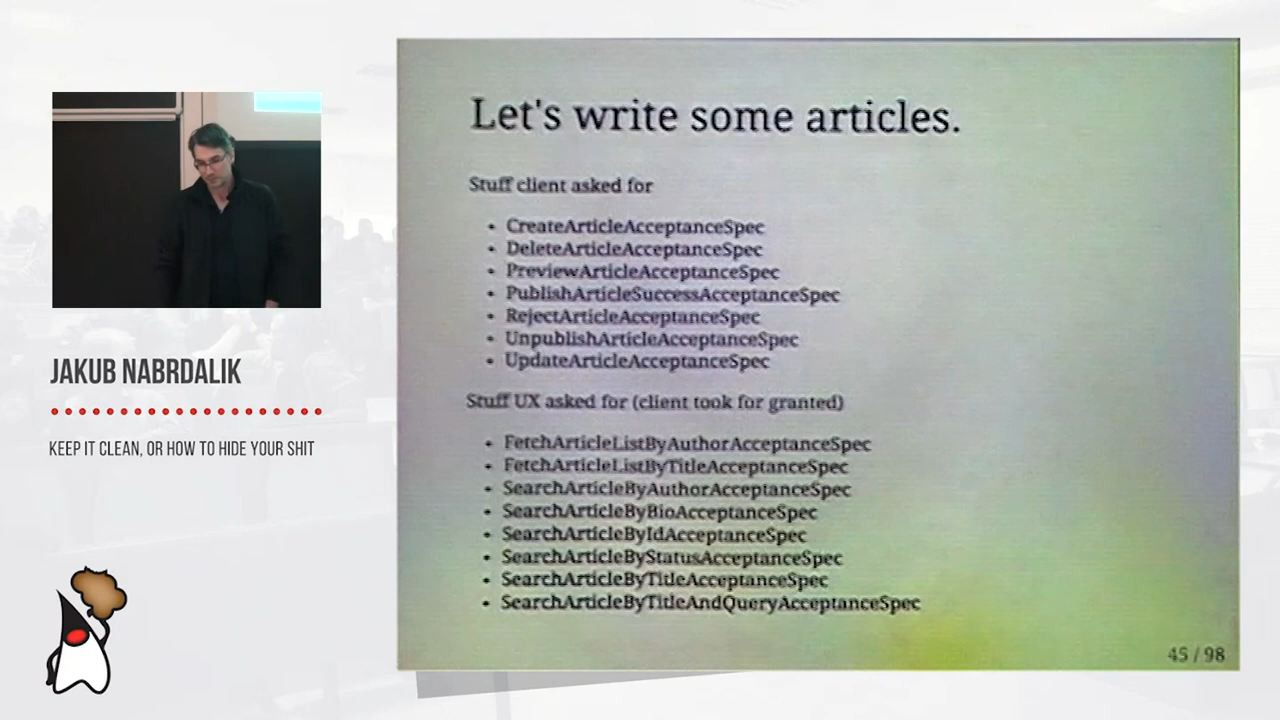 JAKUB NABRDALIK
KEEP IT CLEAN, OR HOW TO HIDE YOUR SHIT
Let's write some articles.
Stuff client asked for
• CreateArticleAcceptanceSpec
• DeleteArticleAcceptanceSpec
• PreviewArticleAcceptanceSpec
• PublishArticleSuccessAcceptanceSpec
• RejectArticleAcceptanceSpec
• UnpublishArticleAcceptanceSpec
• UpdateArticleAcceptanceSpec
Stuff UX asked for (client took for granted)
• FetchArticleListByAuthorAcceptanceSpec
• FetchArticleListByTitleAcceptanceSpec
• SearchArticleByAuthorAcceptanceSpec
• SearchArticleByBioAcceptanceSpec
• SearchArticleByIdAcceptanceSpec
• SearchArticleByStatusAcceptanceSpec
• SearchArticleByTitleAcceptanceSpec
• SearchArticleByTitleAndQueryAcceptanceSpec
45 / 98